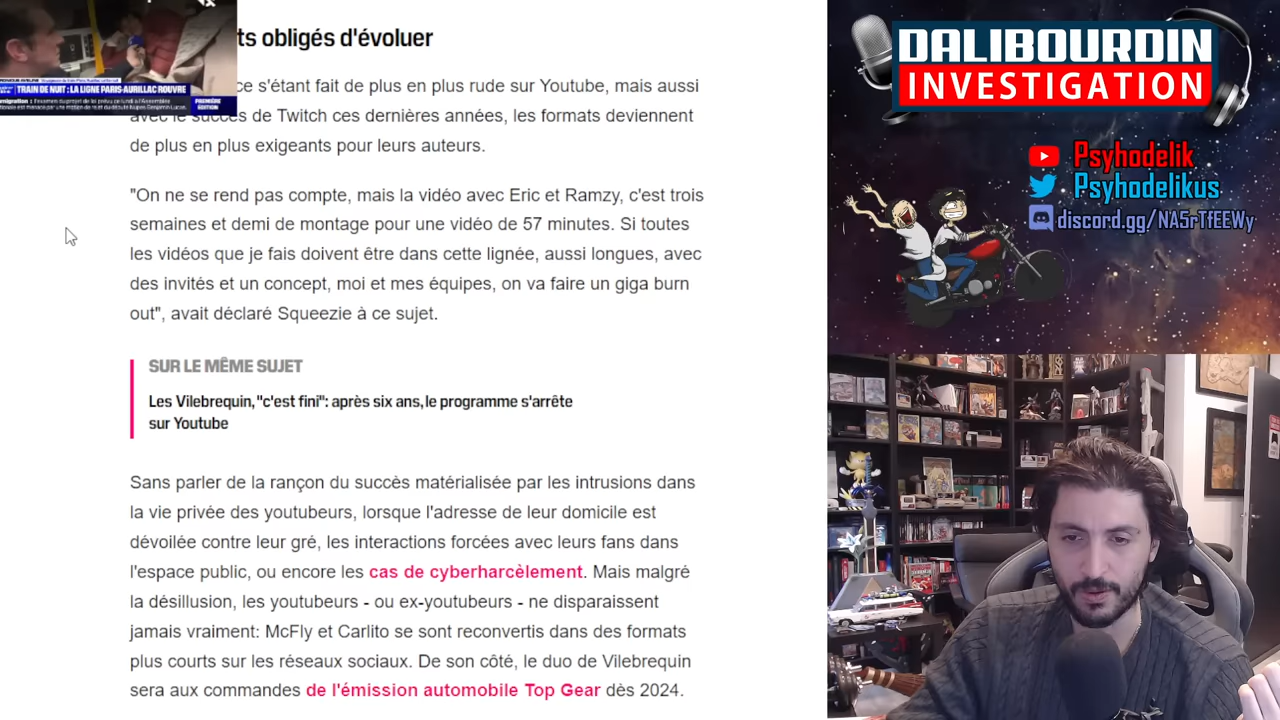 ts obligés d'évoluer
ce s'étant fait de plus en plus rude sur Youtube, mais aussi
avec le succès de Twitch ces dernières années, les formats deviennent
de plus en plus exigeants pour leurs auteurs.
"On ne se rend pas compte, mais la vidéo avec Eric et Ramzy, c'est trois
semaines et demi de montage pour une vidéo de 57 minutes. Si toutes
les vidéos que je fais doivent être dans cette lignée, aussi longues, avec
des invités et un concept, moi et mes équipes, on va faire un giga burn
out", avait déclaré Squeezie à ce sujet.
SUR LE MÊME SUJET
Les Vilebrequin, "c'est fini": après six ans, le programme s'arrête
sur Youtube
Sans parler de la rançon du succès matérialisée par les intrusions dans
la vie privée des youtubeurs, lorsque l'adresse de leur domicile est
dévoilée contre leur gré, les interactions forcées avec leurs fans dans
l'espace public, ou encore les cas de cyberharcèlement. Mais malgré
la désillusion, les youtubeurs - ou ex-youtubeurs - ne disparaissent
jamais vraiment: McFly et Carlito se sont reconvertis dans des formats
plus courts sur les réseaux sociaux. De son côté, le duo de Vilebrequin
sera aux commandes de l'émission automobile Top Gear dès 2024.
TRAIN DE NUIT : LA LIGNE PARIS-AURILLAC ROUVRE
PREMIÈRE
ÉDITION
DALIBOURDIN
INVESTIGATION
Psyhodelik
Psyhodelikus
discord.gg/NA5rTfEEWy